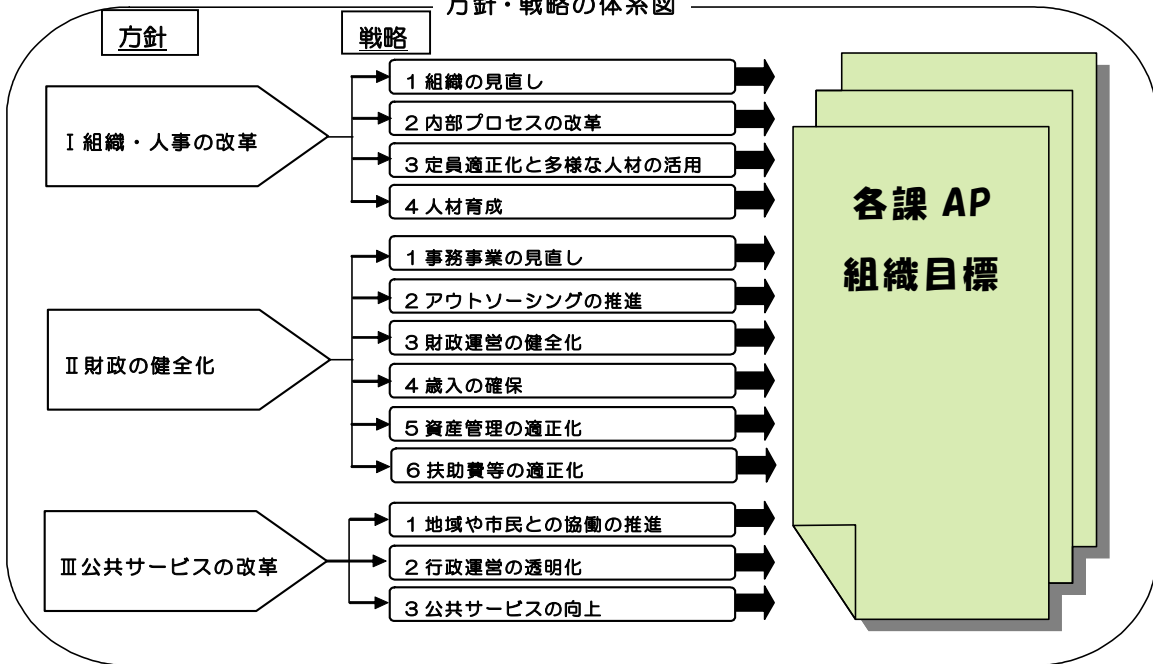 方針・戦略の体系図
方針
戦略
Ⅰ組織・人事の改革
1 組織の見直し
2 内部プロセスの改革
3 定員適正化と多様な人材の活用
4 人材育成
Ⅱ財政の健全化
1 事務事業の見直し
2 アウトソーシングの推進
3 財政運営の健全化
4 歳入の確保
5 資産管理の適正化
6 扶助費等の適正化
Ⅲ公共サービスの改革
1 地域や市民との協働の推進
2 行政運営の透明化
3 公共サービスの向上
各課 AP
組織目標